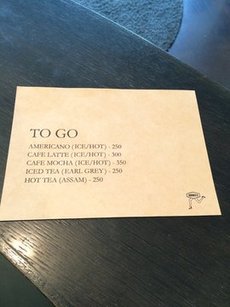 TO GO
AMERICANO (ICE/HOT) - 250
CAFE LATTE (ICE/HOT) - 300
CAFE MOCHA (ICE/HOT) - 350
ICED TEA (EARL GREY) - 250
HOT TEA (ASSAM) - 250